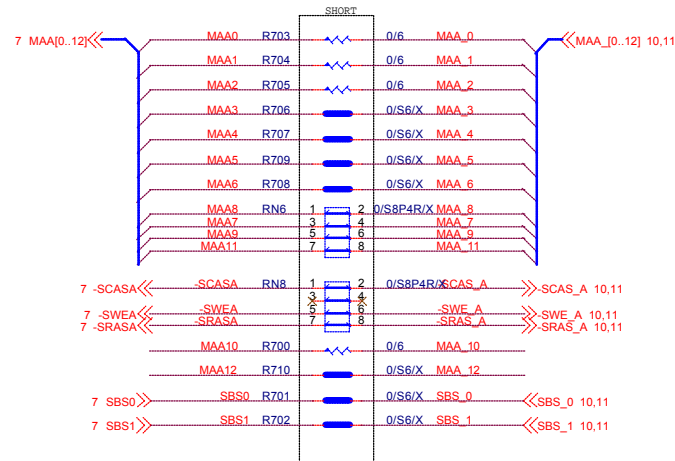 SHORT
7 MAA[0..12] MAA_[0..12] 10,11
MAA0 R703 0/6 MAA_0
MAA1 R704 0/6 MAA_1
MAA2 R705 0/6 MAA_2
MAA3 R706 0/S6/X MAA_3
MAA4 R707 0/S6/X MAA_4
MAA5 R709 0/S6/X MAA_5
MAA6 R708 0/S6/X MAA_6
MAA8 RN6 1 2 0/S8P4R/X MAA_8
MAA7 3 4 MAA_7
MAA9 5 6 MAA_9
MAA11 7 8 MAA_11
7 -SCASA -SCASA RN8 1 2 0/S8P4R/X -SCAS_A -SCAS_A 10,11
3 4
7 -SWEA -SWEA 5 6 -SWE_A -SWE_A 10,11
7 -SRASA -SRASA 7 8 -SRAS_A -SRAS_A 10,11
MAA10 R700 0/6 MAA_10
MAA12 R710 0/S6/X MAA_12
7 SBS0 SBS0 R701 0/S6/X SBS_0 SBS_0 10,11
7 SBS1 SBS1 R702 0/S6/X SBS_1 SBS_1 10,11